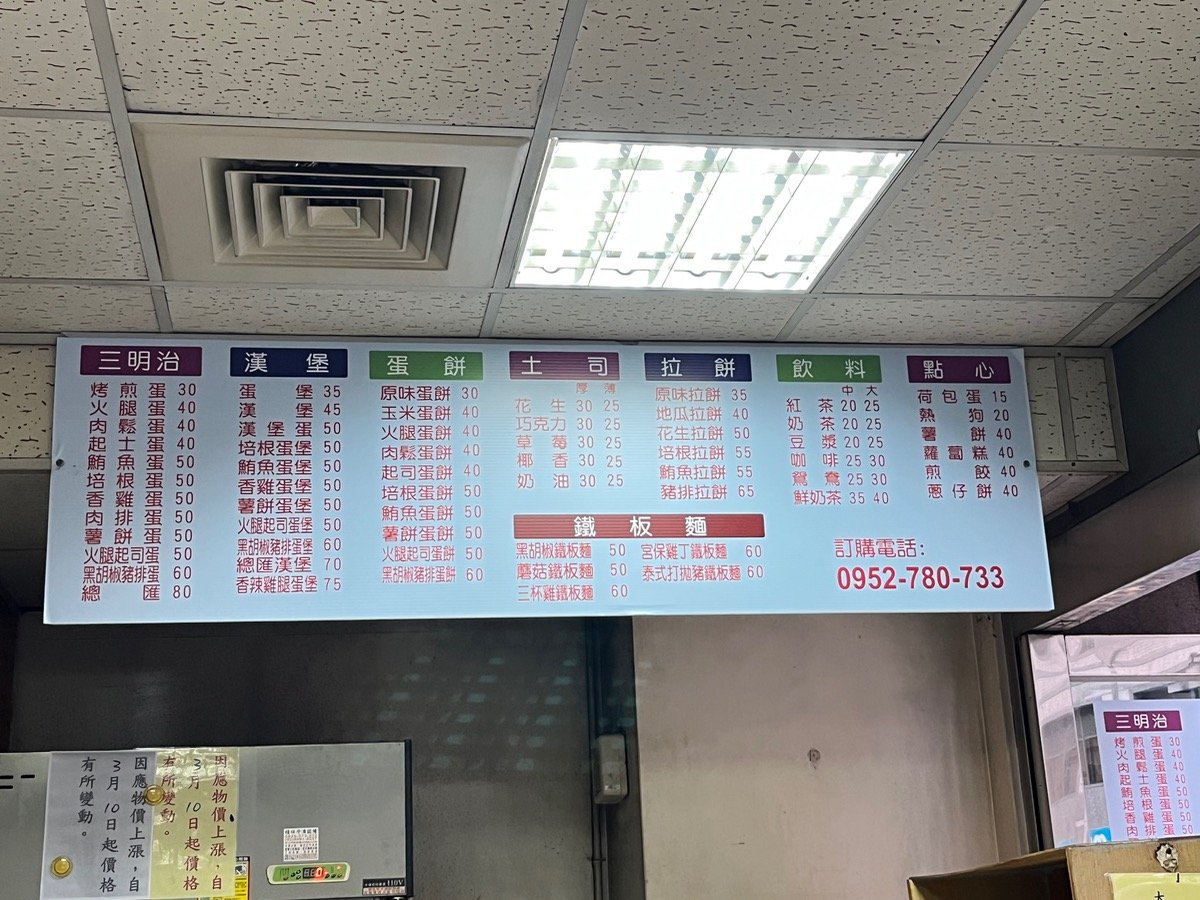 三明治
烤煎蛋 30
火腿蛋 40
肉鬆蛋 40
起士蛋 40
鮪魚蛋 50
培根蛋 50
香雞蛋 50
肉排蛋 50
薯餅蛋 50
火腿起司蛋 50
黑胡椒豬排蛋 60
總匯 80
漢堡
蛋堡 35
漢堡 45
漢堡蛋 50
培根蛋堡 50
鮪魚蛋堡 50
香雞蛋堡 50
薯餅蛋堡 50
火腿起司蛋堡 50
黑胡椒豬排蛋堡 60
總匯漢堡 70
香辣雞腿蛋堡 75
蛋餅
原味蛋餅 30
玉米蛋餅 40
火腿蛋餅 40
肉鬆蛋餅 40
起司蛋餅 40
培根蛋餅 50
鮪魚蛋餅 50
薯餅蛋餅 50
火腿起司蛋餅 50
黑胡椒豬排蛋餅 60
土司
厚 薄
花生 30 25
巧克力 30 25
草莓 30 25
椰香 30 25
奶油 30 25
拉餅
原味拉餅 35
地瓜拉餅 40
花生拉餅 50
培根拉餅 55
鮪魚拉餅 55
豬排拉餅 65
飲料
中 大
紅茶 20 25
奶茶 20 25
豆漿 20 25
咖啡 25 30
鴛鴦 25 30
鮮奶茶 35 40
點心
荷包蛋 15
熱狗 20
薯餅 40
蘿蔔糕 40
煎餃 40
蔥仔餅 40
鐵板麵
黑胡椒鐵板麵 50
蘑菇鐵板麵 50
三杯雞鐵板麵 60
宮保雞丁鐵板麵 60
泰式打拋豬鐵板麵 60
訂購電話:
0952-780-733
因應物價上漲,自
3月10日起價格
有所變動。
因應物價上漲,自
3月10日起價格
有所變動。
110V
三明治
烤煎蛋 30
火腿蛋 40
肉鬆蛋 40
起士蛋 40
鮪魚蛋 50
培根蛋 50
香雞蛋 50
肉排蛋 50